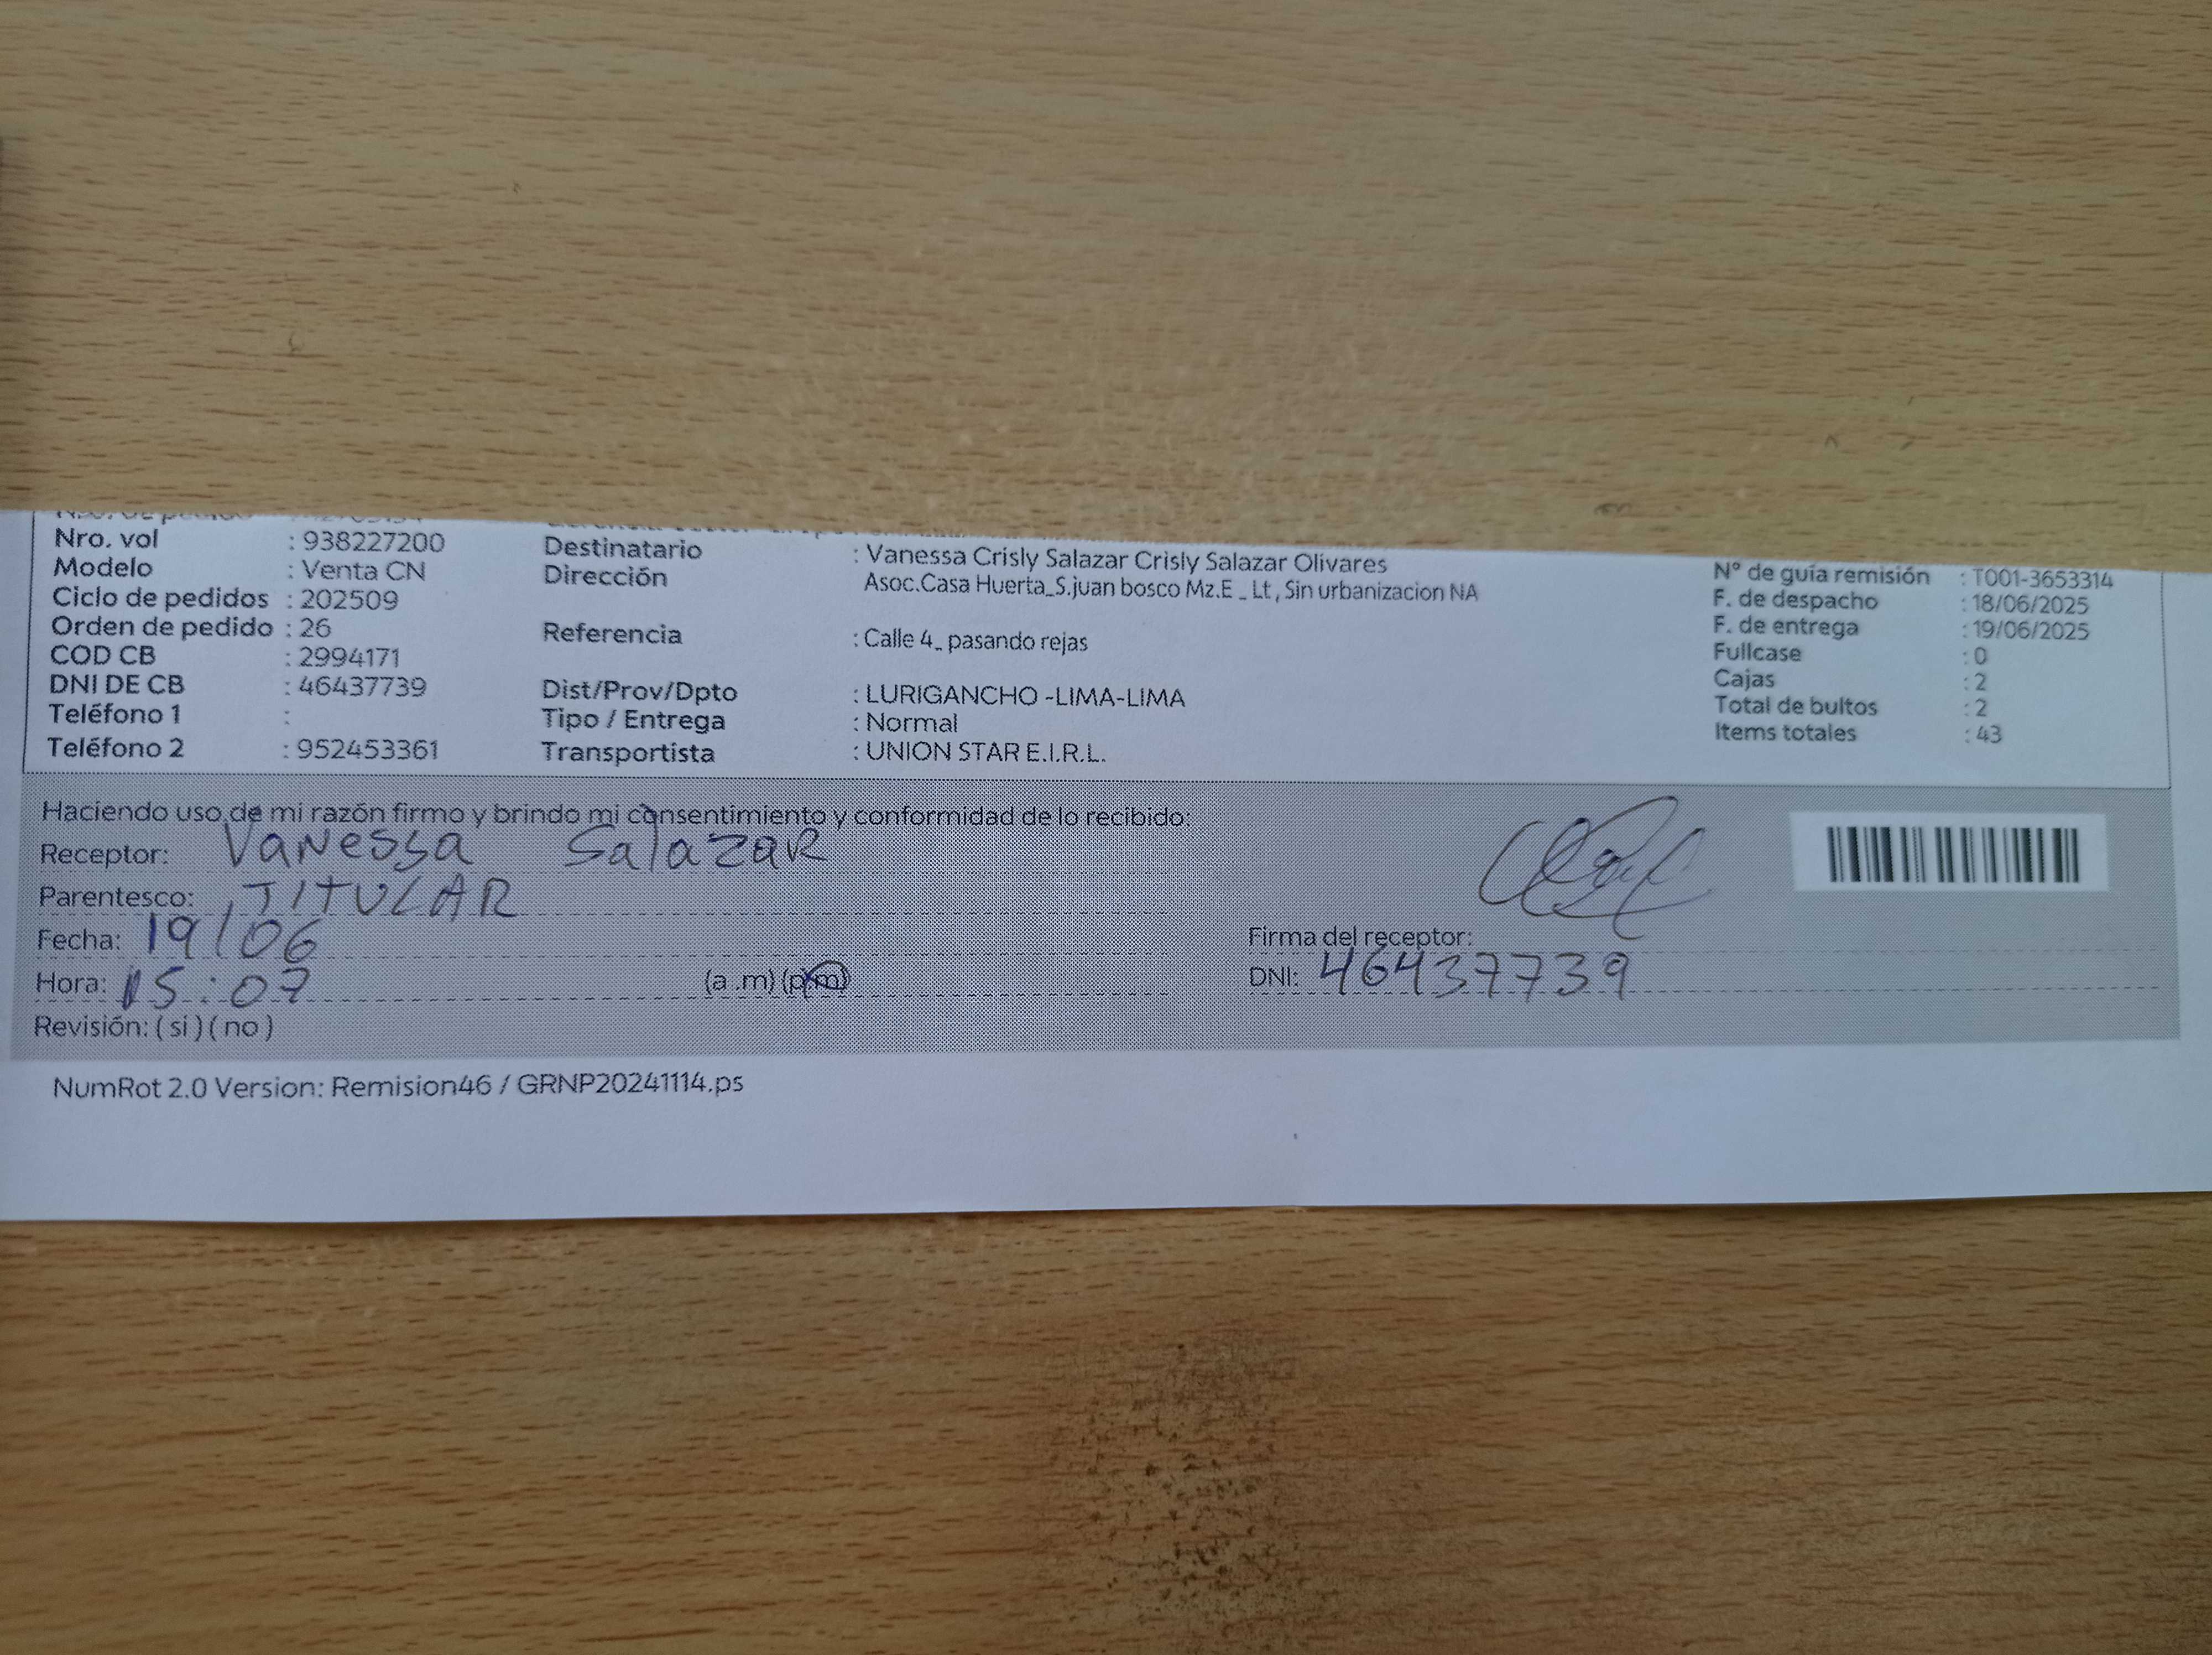 Nro. vol : 938227200
Modelo : Venta CN
Ciclo de pedidos : 202509
Orden de pedido : 26
COD CB : 2994171
DNI DE CB : 46437739
Teléfono 1 :
Teléfono 2 : 952453361
Destinatario : Vanessa Crisly Salazar Crisly Salazar Olivares
Dirección Asoc.Casa Huerta_S.juan bosco Mz.E _ Lt , Sin urbanizacion NA
Referencia : Calle 4_ pasando rejas
Dist/Prov/Dpto : LURIGANCHO -LIMA-LIMA
Tipo / Entrega : Normal
Transportista : UNION STAR E.I.R.L.
N° de guía remisión : T001-3653314
F. de despacho : 18/06/2025
F. de entrega : 19/06/2025
Fullcase : 0
Cajas : 2
Total de bultos : 2
Items totales : 43
Haciendo uso de mi razón firmo y brindo mi consentimiento y conformidad de lo recibido:
Receptor: Vanessa Salazar
Parentesco: TITULAR
Fecha: 19/06
Hora: 15:07 (a .m) (p.m)
Revisión: ( si ) ( no )
Firma del receptor:
DNI: 46437739
NumRot 2.0 Version: Remision46 / GRNP20241114.ps